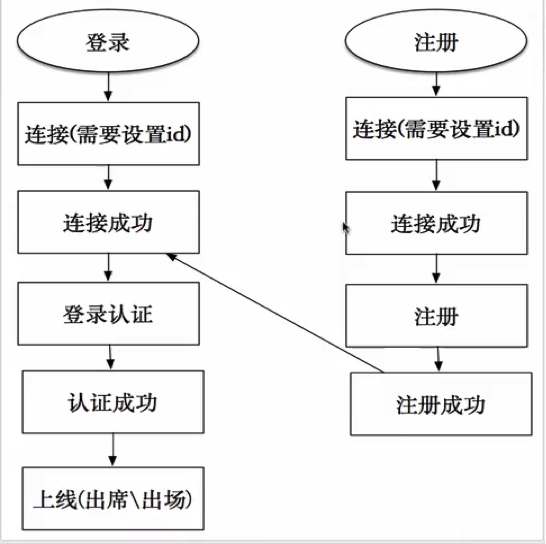 登录
连接(需要设置id)
连接成功
登录认证
认证成功
上线(出席\出场)
注册
连接(需要设置id)
连接成功
注册
注册成功